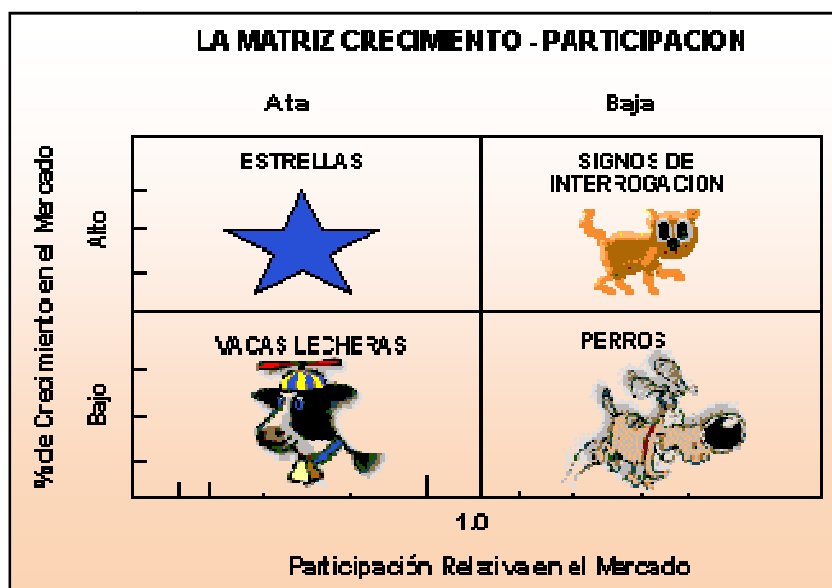 LA MATRIZ CRECIMIENTO - PARTICIPACION
Alta
Baja
ESTRELLAS
SIGNOS DE
INTERROGACION
% de Crecimiento en el Mercado
Alto
VACAS LECHERAS
PERROS
Bajo
1.0
Participación Relativa en el Mercado